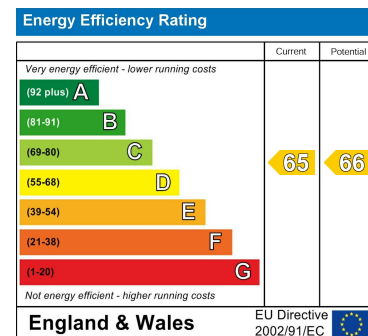 Energy Efficiency Rating
Current Potential
Very energy efficient - lower running costs
(92 plus) A
(81-91) B
(69-80) C
65 66
(55-68) D
(39-54) E
(21-38) F
(1-20) G
Not energy efficient - higher running costs
England & Wales
EU Directive
2002/91/EC